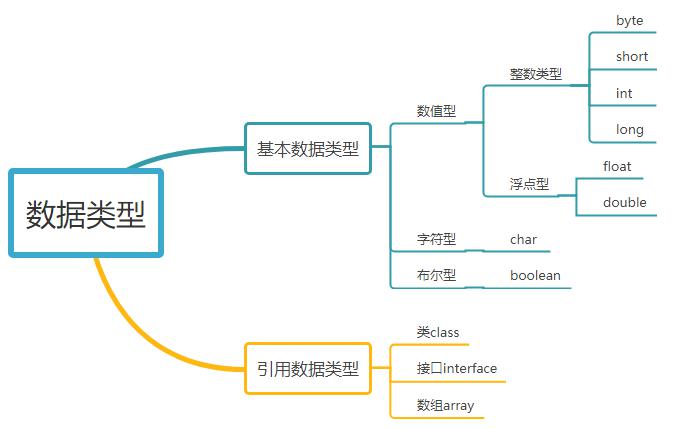 数据类型
基本数据类型
数值型
整数类型
byte
short
int
long
浮点型
float
double
字符型
char
布尔型
boolean
引用数据类型
类class
接口interface
数组array